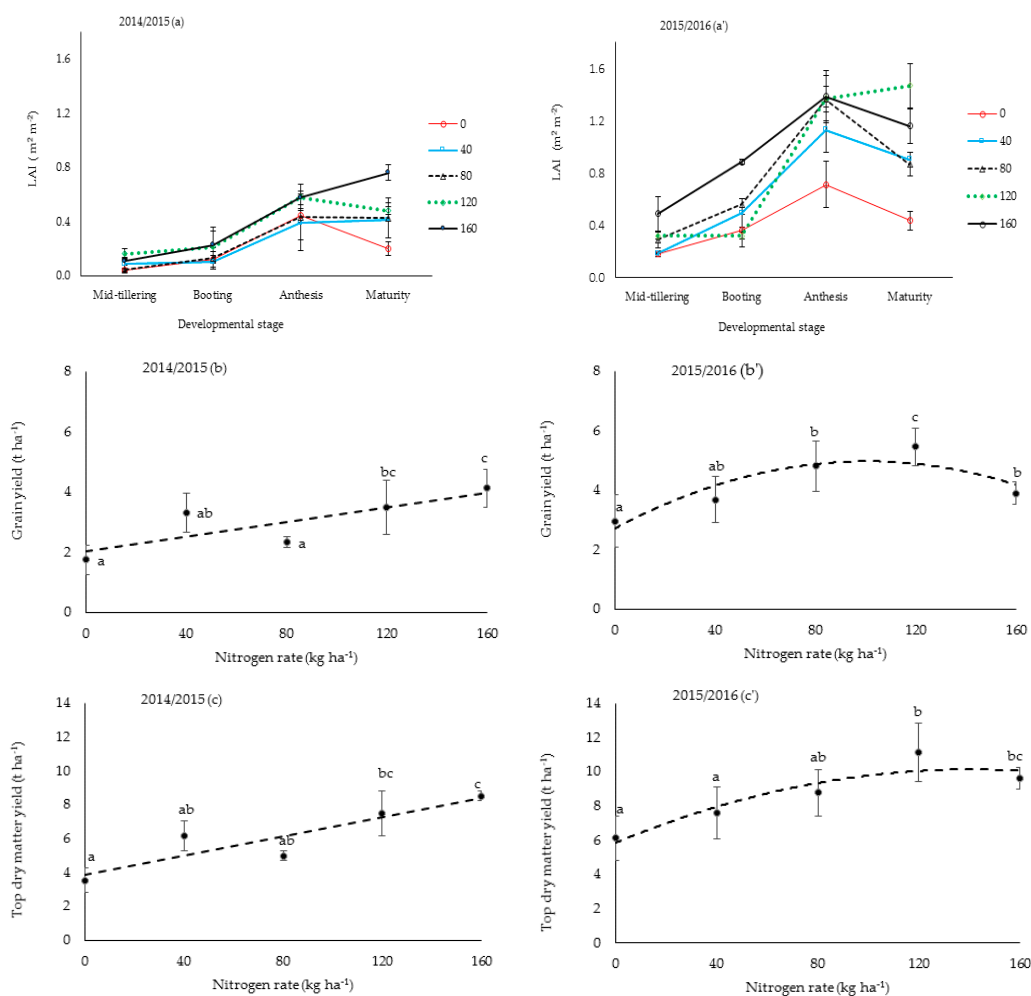 2014/2015 (a)
LAI ( m² m⁻²)
1.6
1.2
0.8
0.4
0.0
Mid-tillering Booting Anthesis Maturity
Developmental stage
0
40
80
120
160
2015/2016 (a')
LAI (m² m⁻²)
1.6
1.2
0.8
0.4
0.0
Mid-tillering Booting Anthesis Maturity
Developmental stage
0
40
80
120
160
2014/2015 (b)
Grain yield (t ha⁻¹)
8
6
4
2
0
a
ab
a
bc
c
0 40 80 120 160
Nitrogen rate (kg ha⁻¹)
2015/2016 (b')
Grain yield (t ha⁻¹)
8
6
4
2
0
a
ab
b
c
b
0 40 80 120 160
Nitrogen rate (kg ha⁻¹)
2014/2015 (c)
Top dry matter yield (t ha⁻¹)
14
12
10
8
6
4
2
0
a
ab
ab
bc
c
0 40 80 120 160
Nitrogen rate (kg ha⁻¹)
2015/2016 (c')
Top dry matter yield (t ha⁻¹)
14
12
10
8
6
4
2
0
a
a
ab
b
bc
0 40 80 120 160
Nitrogen rate (kg ha⁻¹)